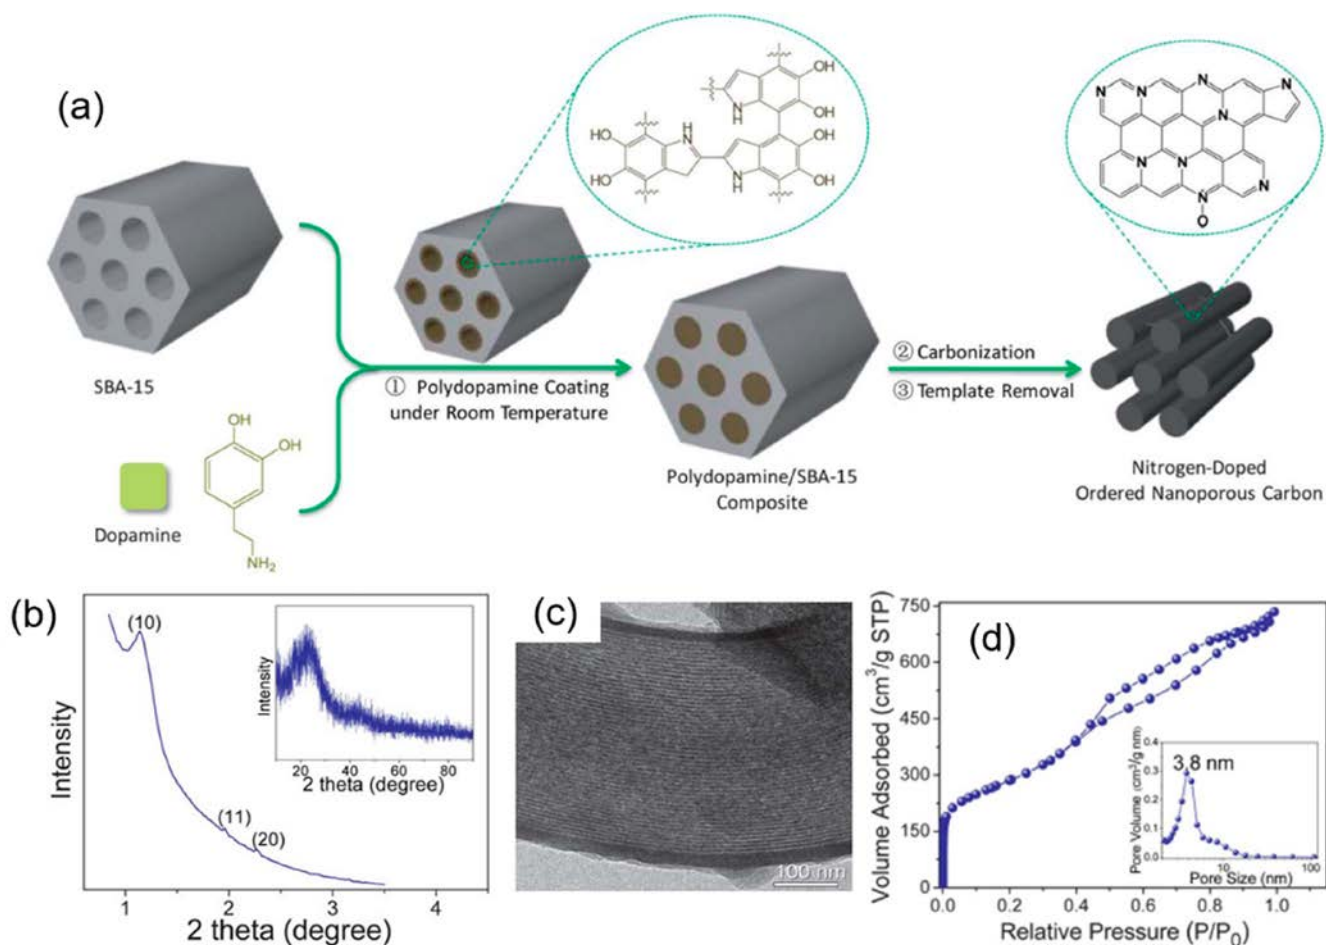 (a)
OH
OH
N
H
HO
HO
H
N
N
H
OH
OH
N
N
N
N
N
N
N
N
N
O
SBA-15
① Polydopamine Coating
under Room Temperature
② Carbonization
③ Template Removal
OH
OH
NH2
Dopamine
Polydopamine/SBA-15
Composite
Nitrogen-Doped
Ordered Nanoporous Carbon
(b)
(10)
(11)
(20)
Intensity
1 2 3 4
2 theta (degree)
Intensity
20 40 60 80
2 theta (degree)
(c)
100 nm
(d)
Volume Adsorbed (cm³/g STP)
750
600
450
300
150
0
0.0 0.2 0.4 0.6 0.8 1.0
Relative Pressure (P/P0)
3.8 nm
Pore Volume (cm³/g nm)
0.4
0.3
0.2
0.1
0.0
10 100
Pore Size (nm)